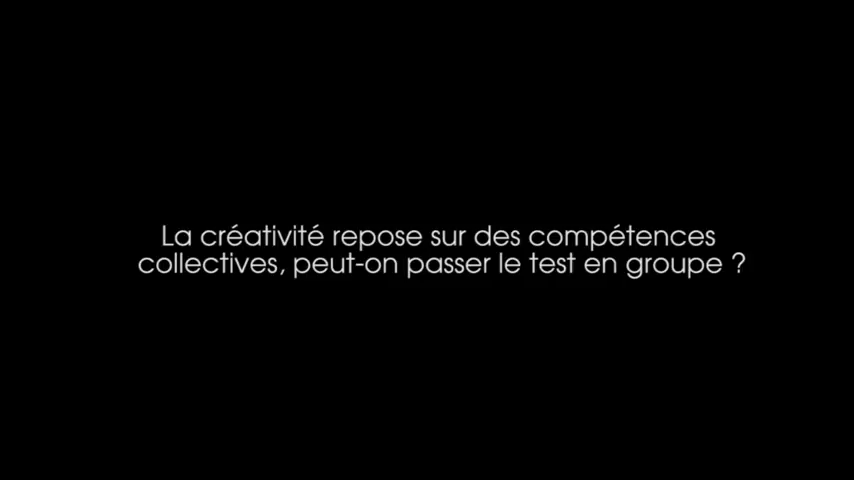 La créativité repose sur des compétences
collectives, peut-on passer le test en groupe ?